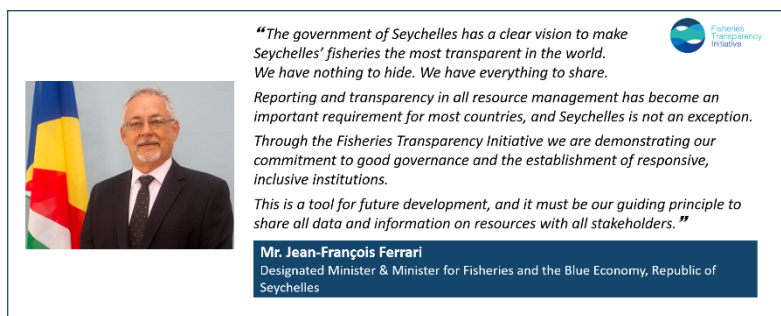 Fisheries
Transparency
Initiative
❝The government of Seychelles has a clear vision to make
Seychelles’ fisheries the most transparent in the world.
We have nothing to hide. We have everything to share.
Reporting and transparency in all resource management has become an
important requirement for most countries, and Seychelles is not an exception.
Through the Fisheries Transparency Initiative we are demonstrating our
commitment to good governance and the establishment of responsive,
inclusive institutions.
This is a tool for future development, and it must be our guiding principle to
share all data and information on resources with all stakeholders.❞
Mr. Jean-François Ferrari
Designated Minister & Minister for Fisheries and the Blue Economy, Republic of
Seychelles